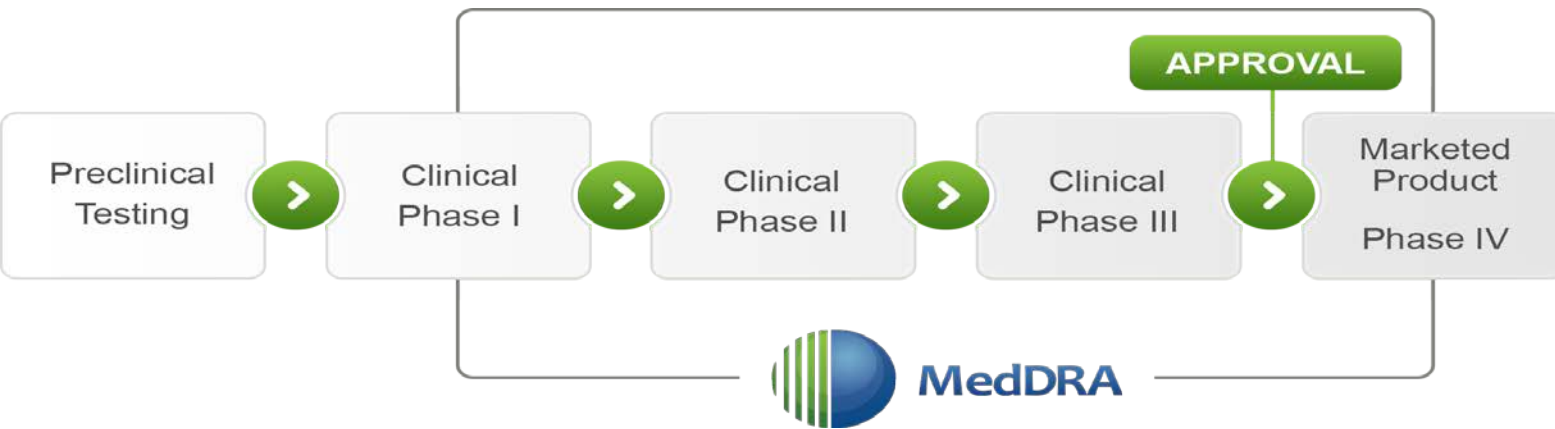 APPROVAL
Preclinical
Testing
Clinical
Phase I
Clinical
Phase II
Clinical
Phase III
Marketed
Product
Phase IV
MedDRA